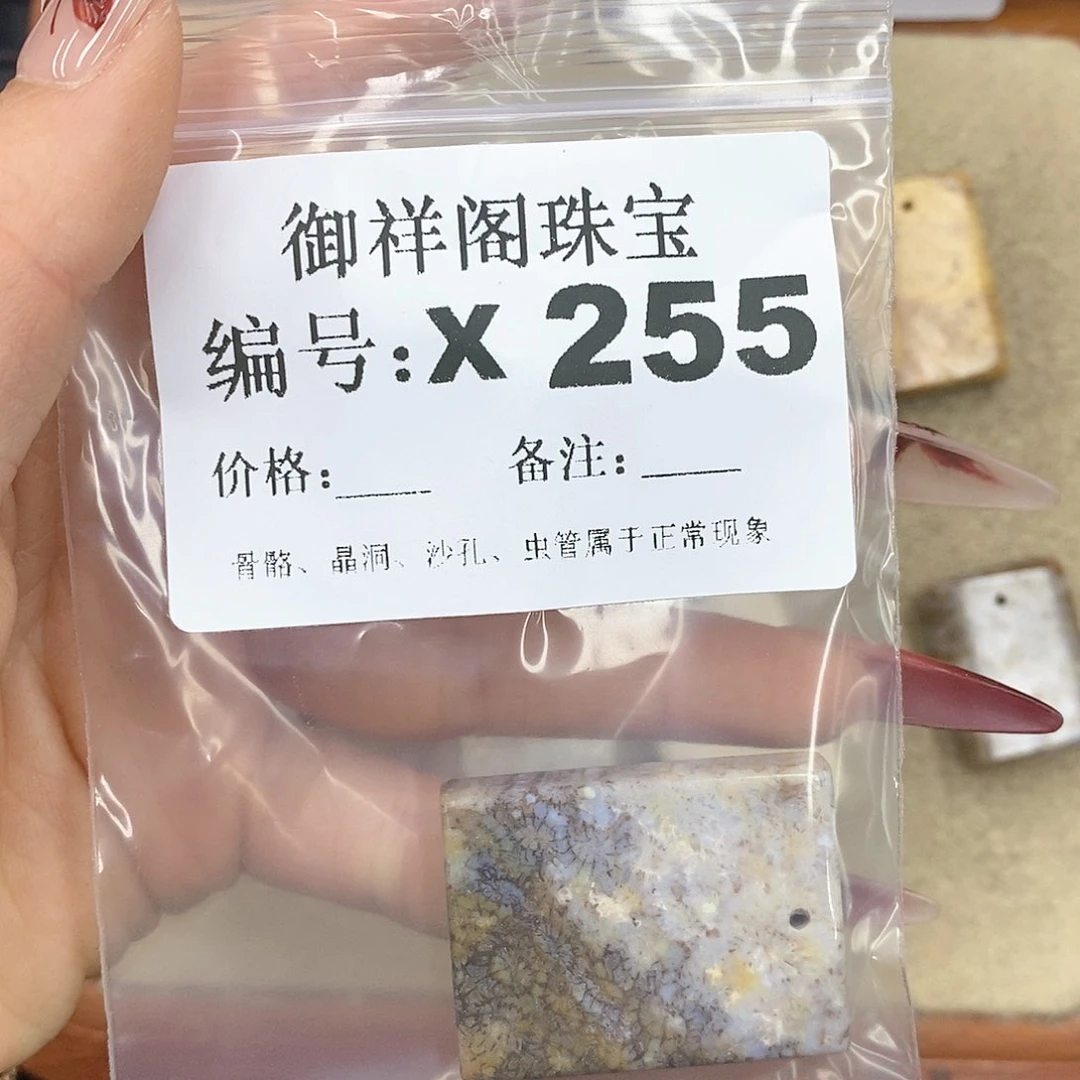 御祥阁珠宝
编号:X 255
价格:____ 备注:____
骨骼、晶洞、沙孔、虫管属于正常现象